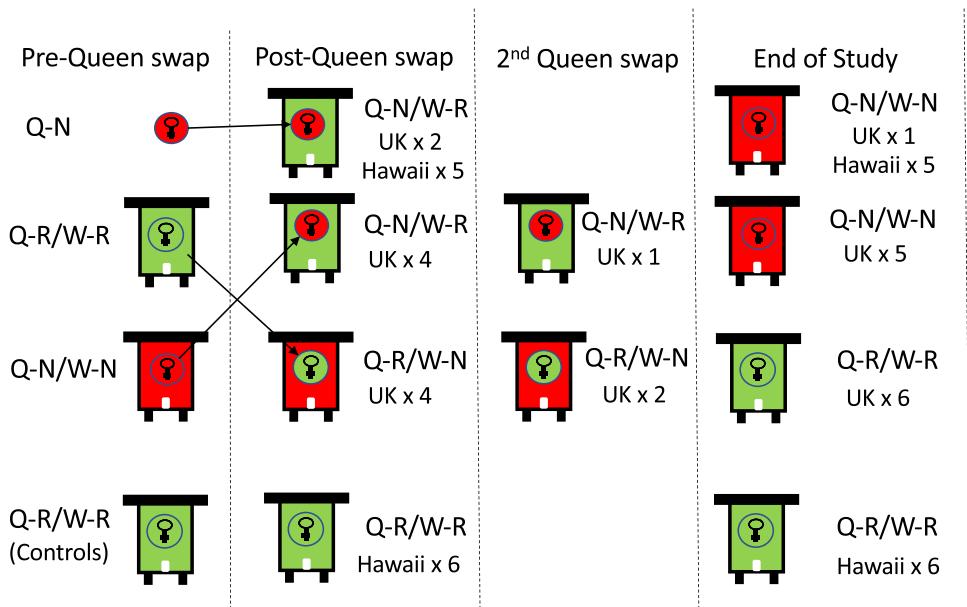 Pre-Queen swap
Post-Queen swap
2nd Queen swap
End of Study
Q-N
Q-N/W-R
UK x 2
Hawaii x 5
Q-N/W-N
UK x 1
Hawaii x 5
Q-R/W-R
Q-N/W-R
UK x 4
Q-N/W-R
UK x 1
Q-N/W-N
UK x 5
Q-N/W-N
Q-R/W-N
UK x 4
Q-R/W-N
UK x 2
Q-R/W-R
UK x 6
Q-R/W-R
(Controls)
Q-R/W-R
Hawaii x 6
Q-R/W-R
Hawaii x 6